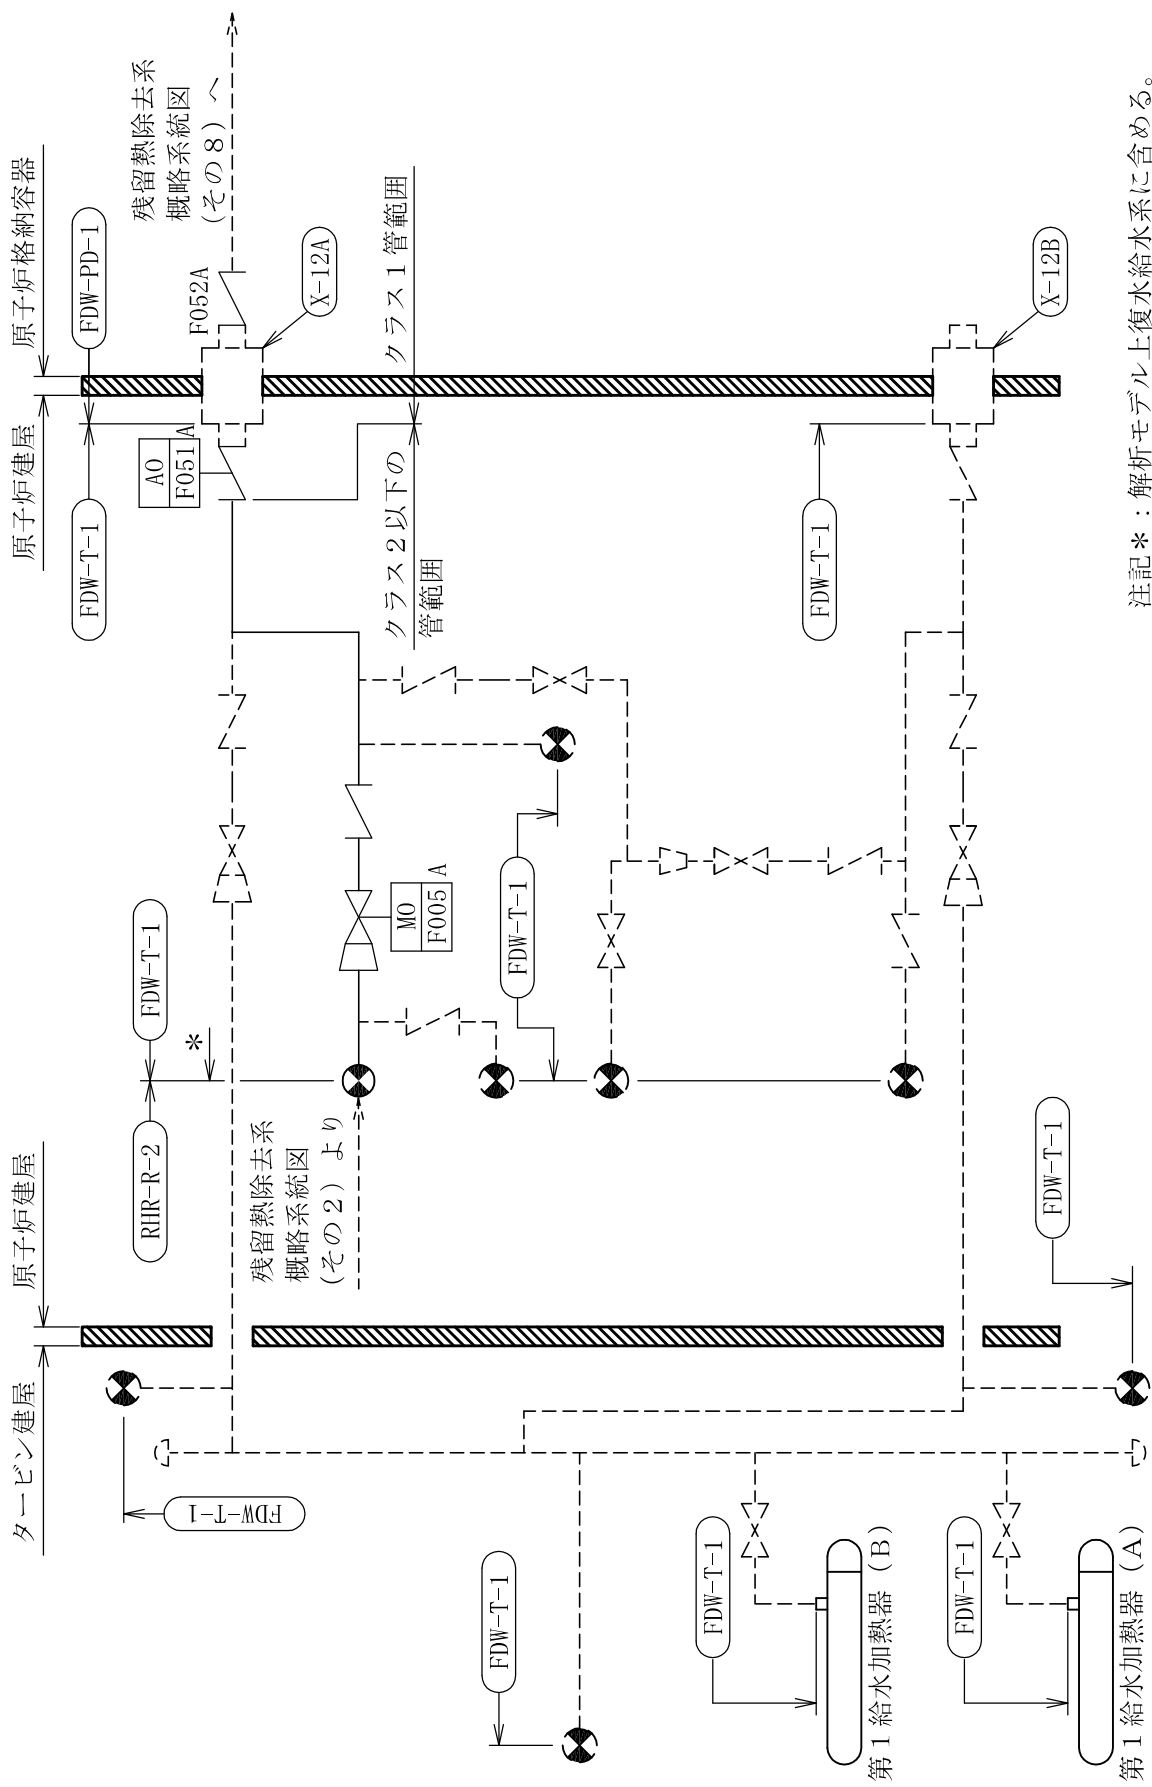 タービン建屋
原子炉建屋
原子炉建屋
原子炉格納容器
FDW-T-1
RHR-R-2
FDW-T-1
*
FDW-T-1
FDW-PD-1
残留熱除去系
概略系統図
(その8) へ
AO
F051
A
F052A
X-12A
残留熱除去系
概略系統図
(その2) より
MO
F005
A
クラス2以下の
管範囲
クラス1管範囲
FDW-T-1
FDW-T-1
FDW-T-1
第1給水加熱器 (B)
FDW-T-1
X-12B
FDW-T-1
第1給水加熱器 (A)
FDW-T-1
注記*:解析モデル上復水給水系に含める。